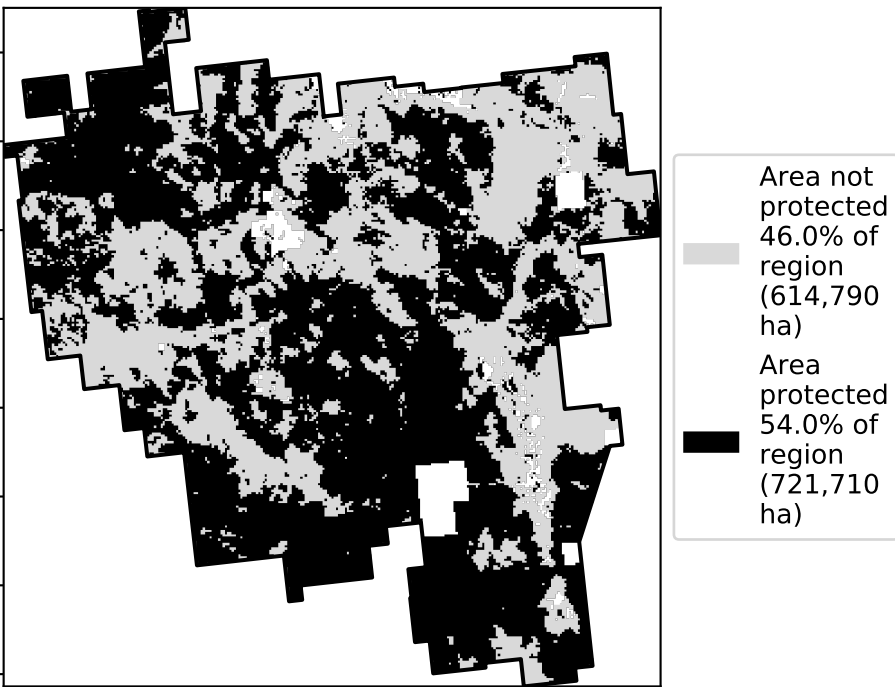 Area not
protected
46.0% of
region
(614,790
ha)
Area
protected
54.0% of
region
(721,710
ha)